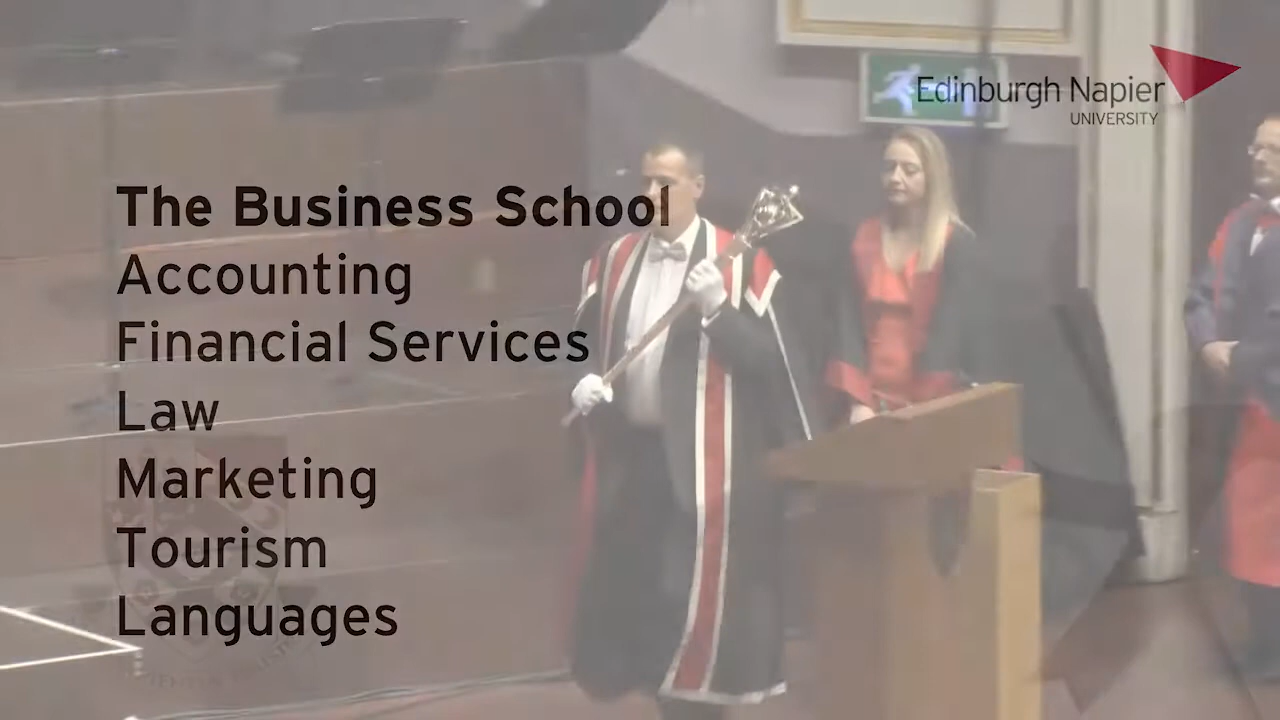 Edinburgh Napier
UNIVERSITY
The Business School
Accounting
Financial Services
Law
Marketing
Tourism
Languages